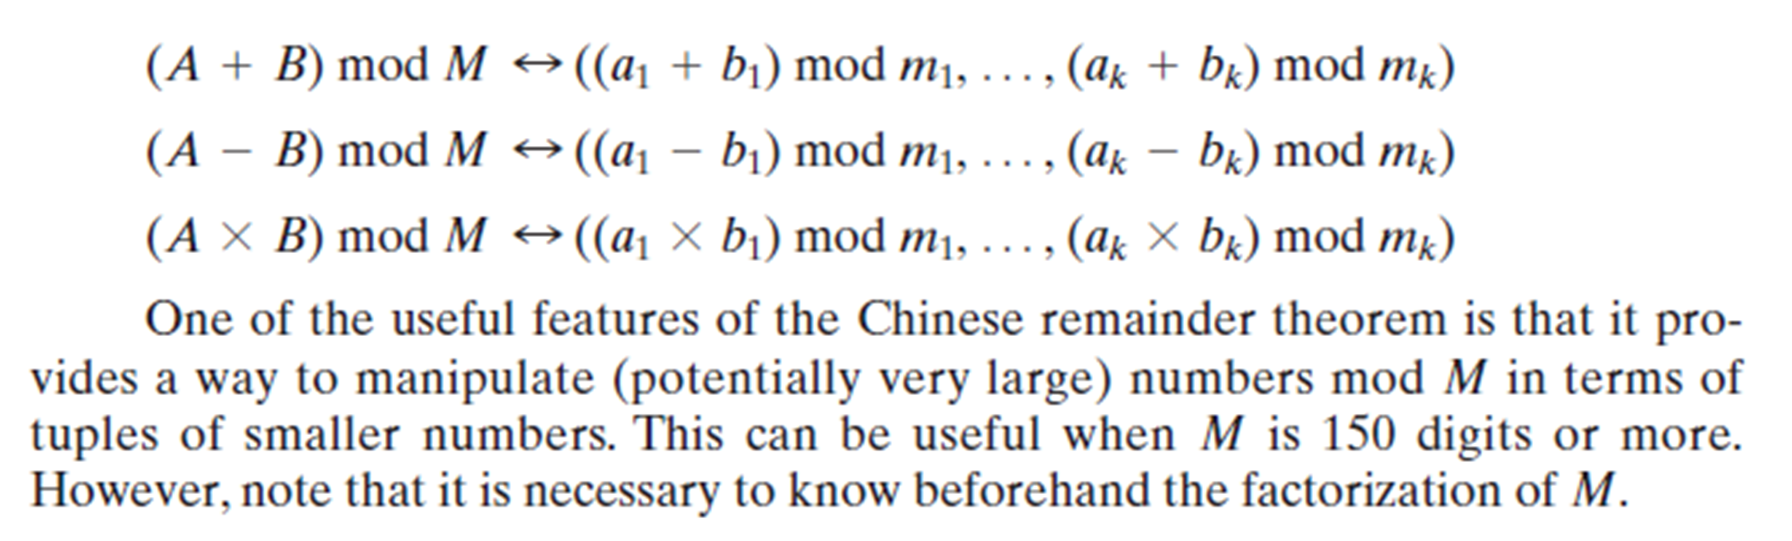 (A + B) mod M ↔ ((a₁ + b₁) mod m₁, . . . , (aₖ + bₖ) mod mₖ)
(A − B) mod M ↔ ((a₁ − b₁) mod m₁, . . . , (aₖ − bₖ) mod mₖ)
(A × B) mod M ↔ ((a₁ × b₁) mod m₁, . . . , (aₖ × bₖ) mod mₖ)
One of the useful features of the Chinese remainder theorem is that it pro-
vides a way to manipulate (potentially very large) numbers mod M in terms of
tuples of smaller numbers. This can be useful when M is 150 digits or more.
However, note that it is necessary to know beforehand the factorization of M.